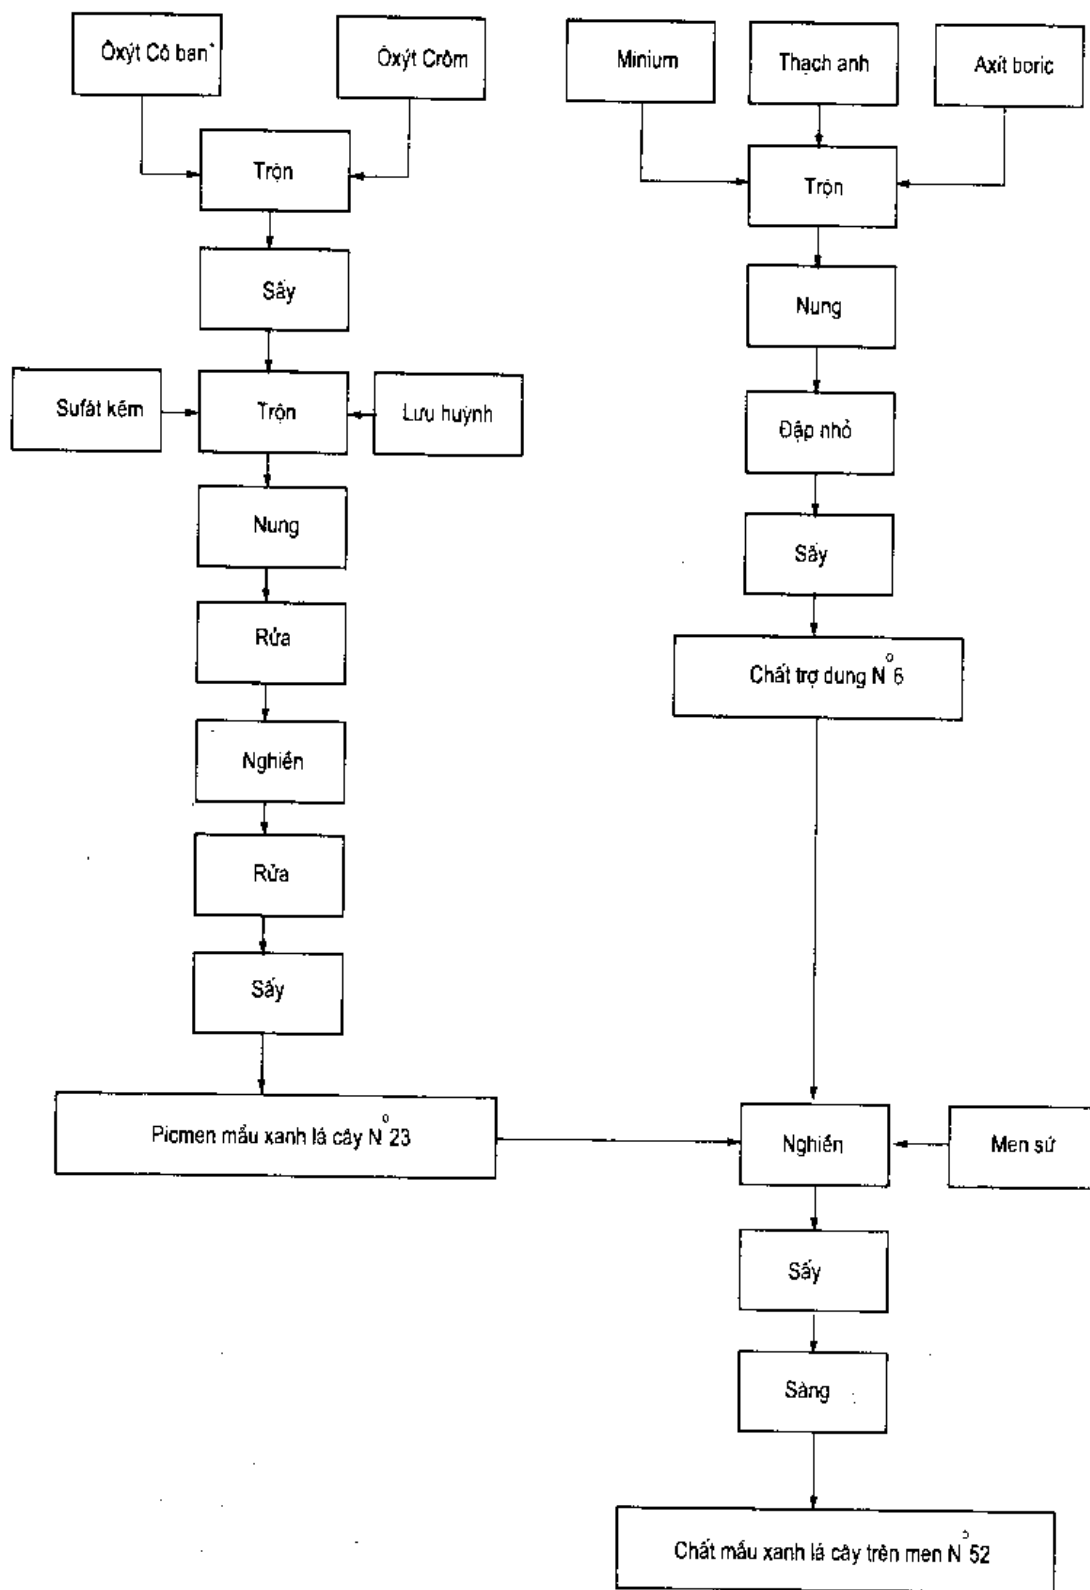 Ôxýt Cô ban
Ôxýt Crôm
Trộn
Sấy
Sufát kẽm
Trộn
Lưu huỳnh
Nung
Rửa
Nghiền
Rửa
Sấy
Picmen mầu xanh lá cây N°23
Minium
Thạch anh
Axít boric
Trộn
Nung
Đập nhỏ
Sấy
Chất trợ dung N°6
Nghiền
Men sứ
Sấy
Sàng
Chất mầu xanh lá cây trên men N°52